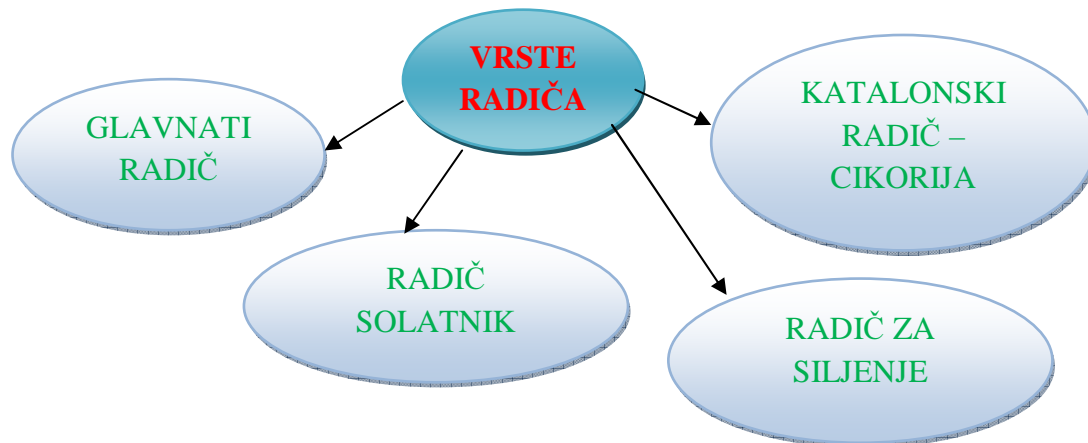 VRSTE
RADIČA
GLAVNATI
RADIČ
RADIČ
SOLATNIK
RADIČ ZA
SILJENJE
KATALONSKI
RADIČ –
CIKORIJA